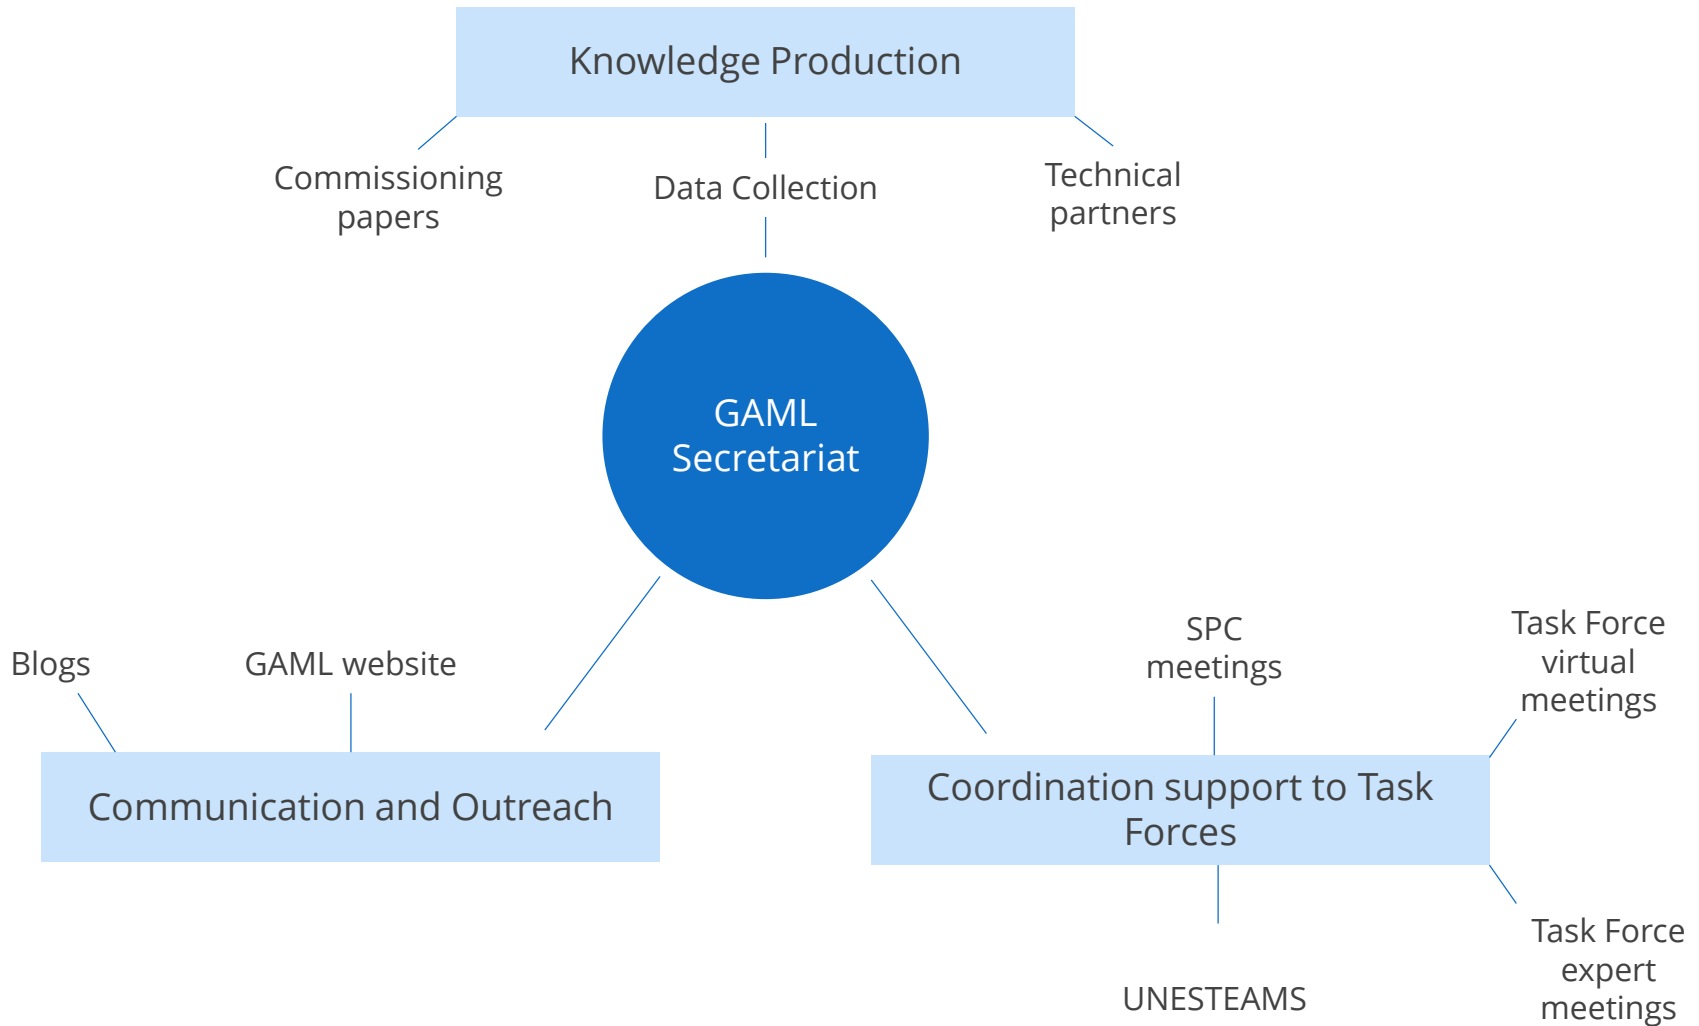 Knowledge Production
Commissioning
papers
Data Collection
Technical
partners
GAML
Secretariat
Blogs
GAML website
Communication and Outreach
SPC
meetings
Task Force
virtual
meetings
Coordination support to Task
Forces
UNESTEAMS
Task Force
expert
meetings